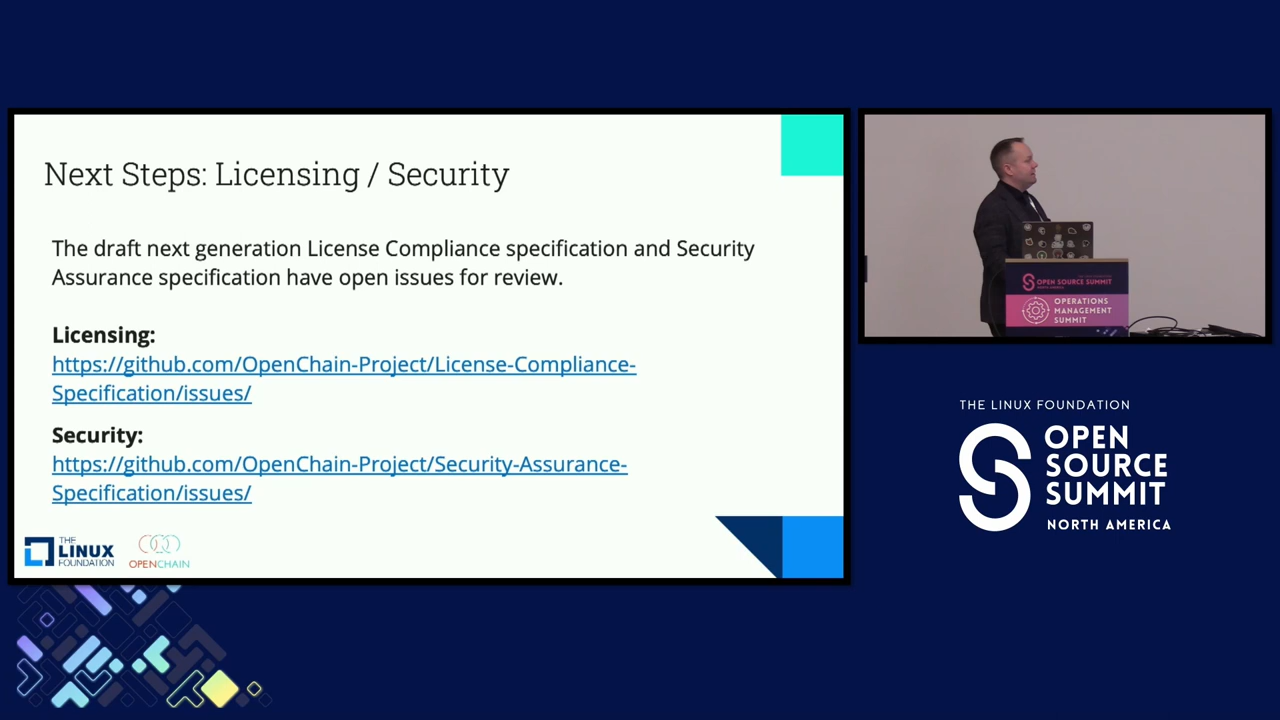 Next Steps: Licensing / Security
The draft next generation License Compliance specification and Security
Assurance specification have open issues for review.
Licensing:
https://github.com/OpenChain-Project/License-Compliance-
Specification/issues/
Security:
https://github.com/OpenChain-Project/Security-Assurance-
Specification/issues/
THE
LINUX
FOUNDATION
OPENCHAIN
OPEN SOURCE SUMMIT
NORTH AMERICA
OPERATIONS
MANAGEMENT
SUMMIT
THE LINUX FOUNDATION
OPEN
SOURCE
SUMMIT
NORTH AMERICA